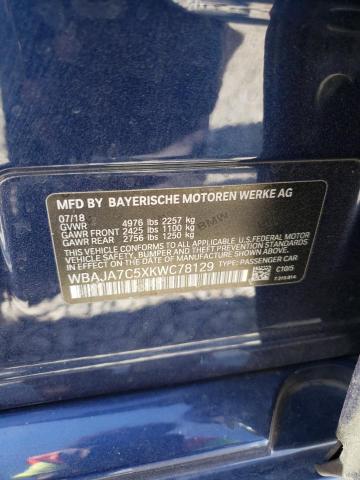 MFD BY BAYERISCHE MOTOREN WERKE AG
07/18
GVWR 4976 lbs 2257 kg
GAWR FRONT 2425 lbs 1100 kg
GAWR REAR 2756 lbs 1250 kg
BMW
THIS VEHICLE CONFORMS TO ALL APPLICABLE U.S.FEDERAL MOTOR
VEHICLE SAFETY, BUMPER, AND THEFT PREVENTION STANDARDS IN
EFFECT ON THE DATE OF MANUFACTURE SHOWN ABOVE.
WBAJA7C5XKWC78129 TYPE: PASSENGER CAR
C10/5